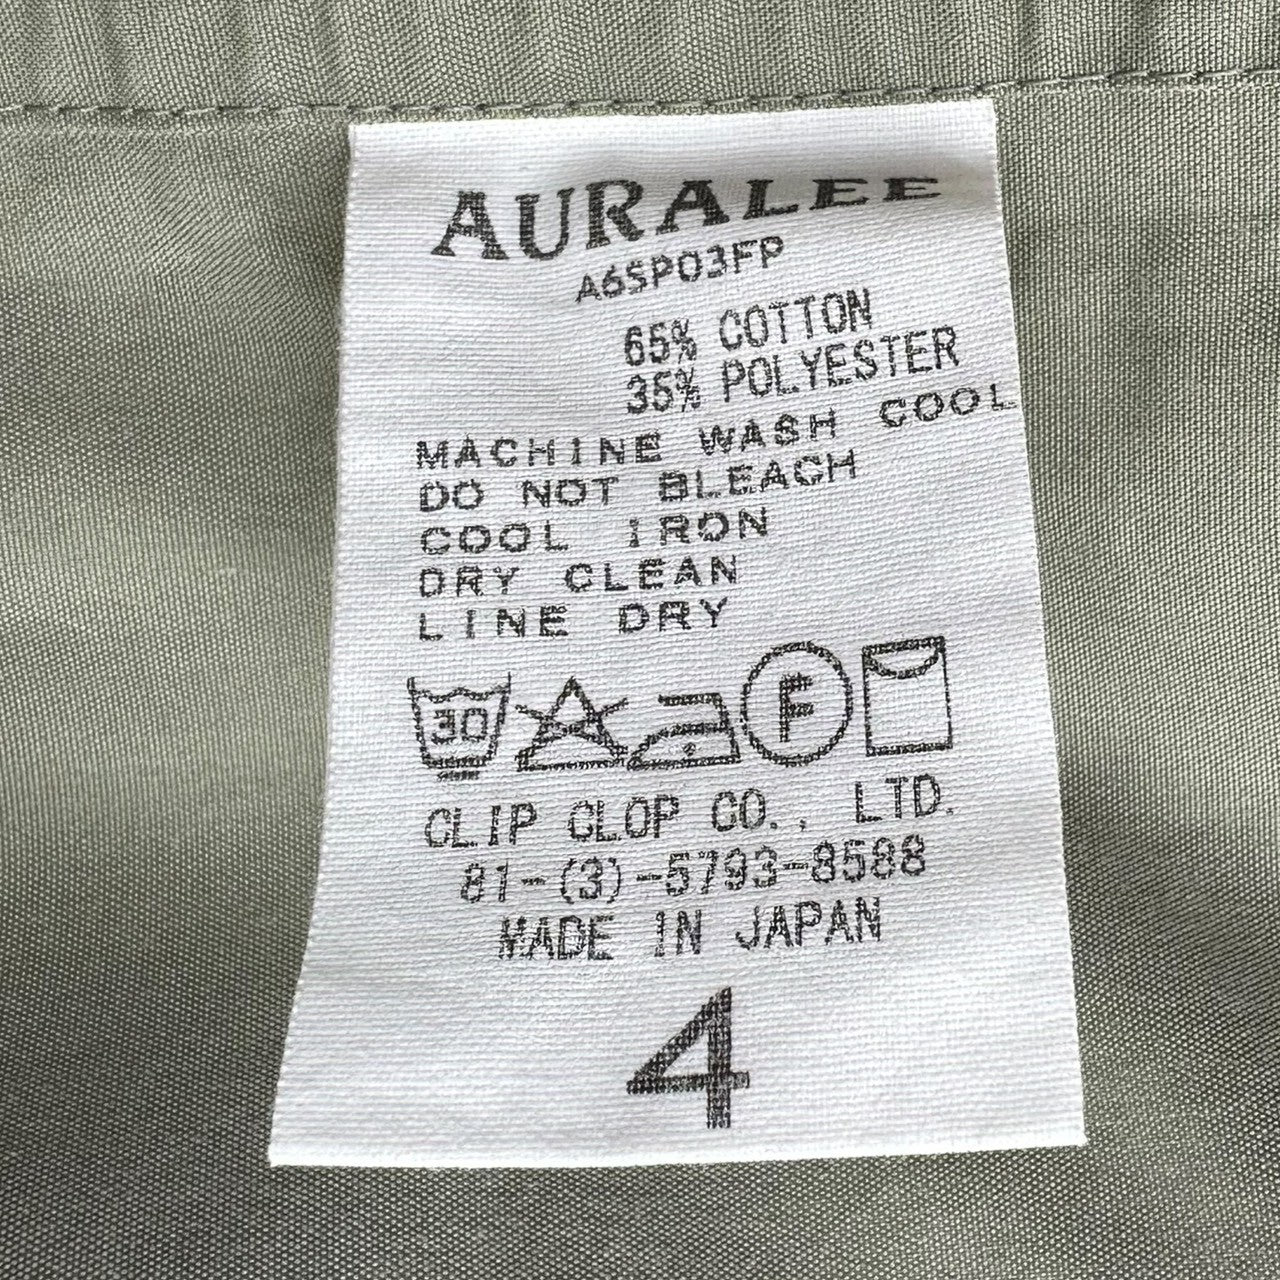 AURALEE
A6SP03FP
65% COTTON
35% POLYESTER
MACHINE WASH COOL
DO NOT BLEACH
COOL IRON
DRY CLEAN
LINE DRY
30 F
CLIP CLOP CO., LTD.
81-(3)-5793-8588
MADE IN JAPAN
4